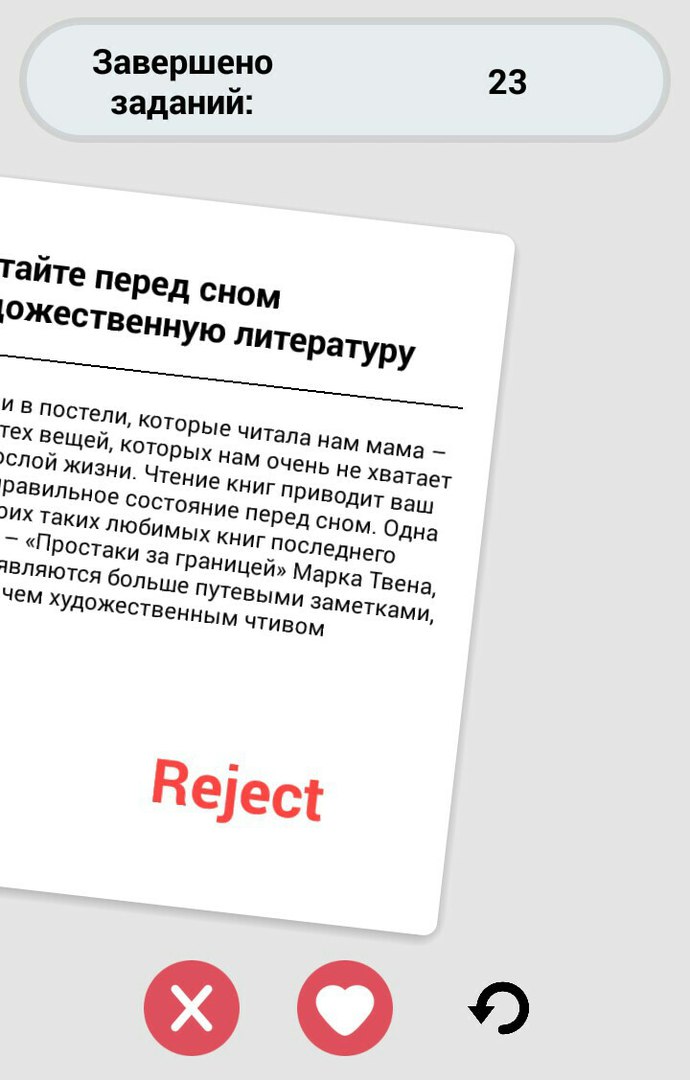 Завершено
заданий:
23
тайте перед сном
дожественную литературу
и в постели, которые читала нам мама –
тех вещей, которых нам очень не хватает
ослой жизни. Чтение книг приводит ваш
правильное состояние перед сном. Одна
оих таких любимых книг последнего
– «Простаки за границей» Марка Твена,
являются больше путевыми заметками,
чем художественным чтивом
Reject